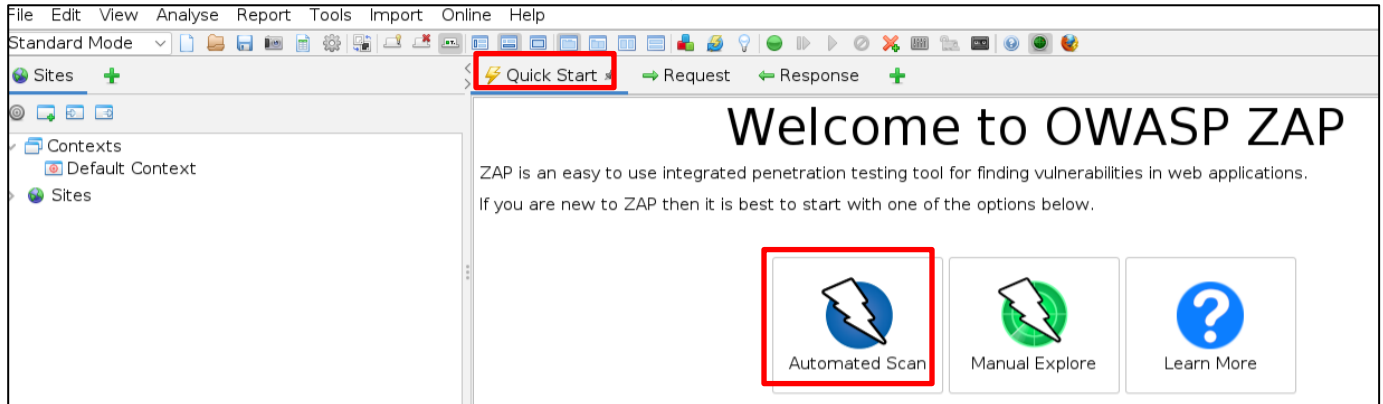 File Edit View Analyse Report Tools Import Online Help
Standard Mode
Sites
Quick Start
Request
Response
Contexts
Default Context
Sites
Welcome to OWASP ZAP
ZAP is an easy to use integrated penetration testing tool for finding vulnerabilities in web applications.
If you are new to ZAP then it is best to start with one of the options below.
Automated Scan
Manual Explore
Learn More